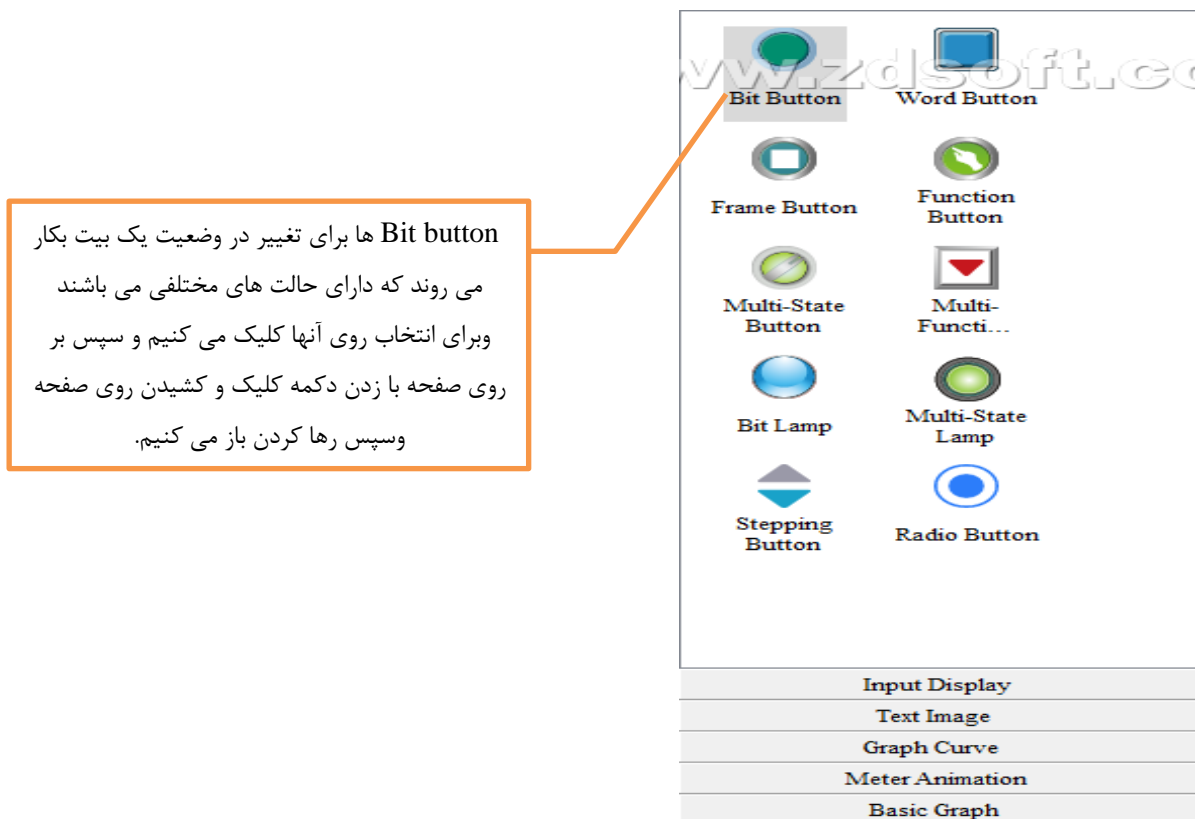 www.zdsoft.co
Bit Button
Word Button
Frame Button
Function
Button
Multi-State
Button
Multi-
Functi...
Bit Lamp
Multi-State
Lamp
Stepping
Button
Radio Button
Input Display
Text Image
Graph Curve
Meter Animation
Basic Graph
Bit button ها برای تغییر در وضعیت یک بیت بکار
می روند که دارای حالت های مختلفی می باشند
وبرای انتخاب روی آنها کلیک می کنیم و سپس بر
روی صفحه با زدن دکمه کلیک و کشیدن روی صفحه
وسپس رها کردن باز می کنیم.